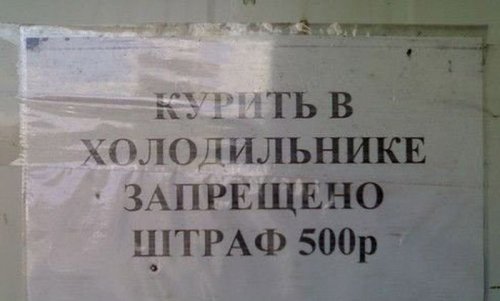 КУРИТЬ В
ХОЛОДИЛЬНИКЕ
ЗАПРЕЩЕНО
ШТРАФ 500р